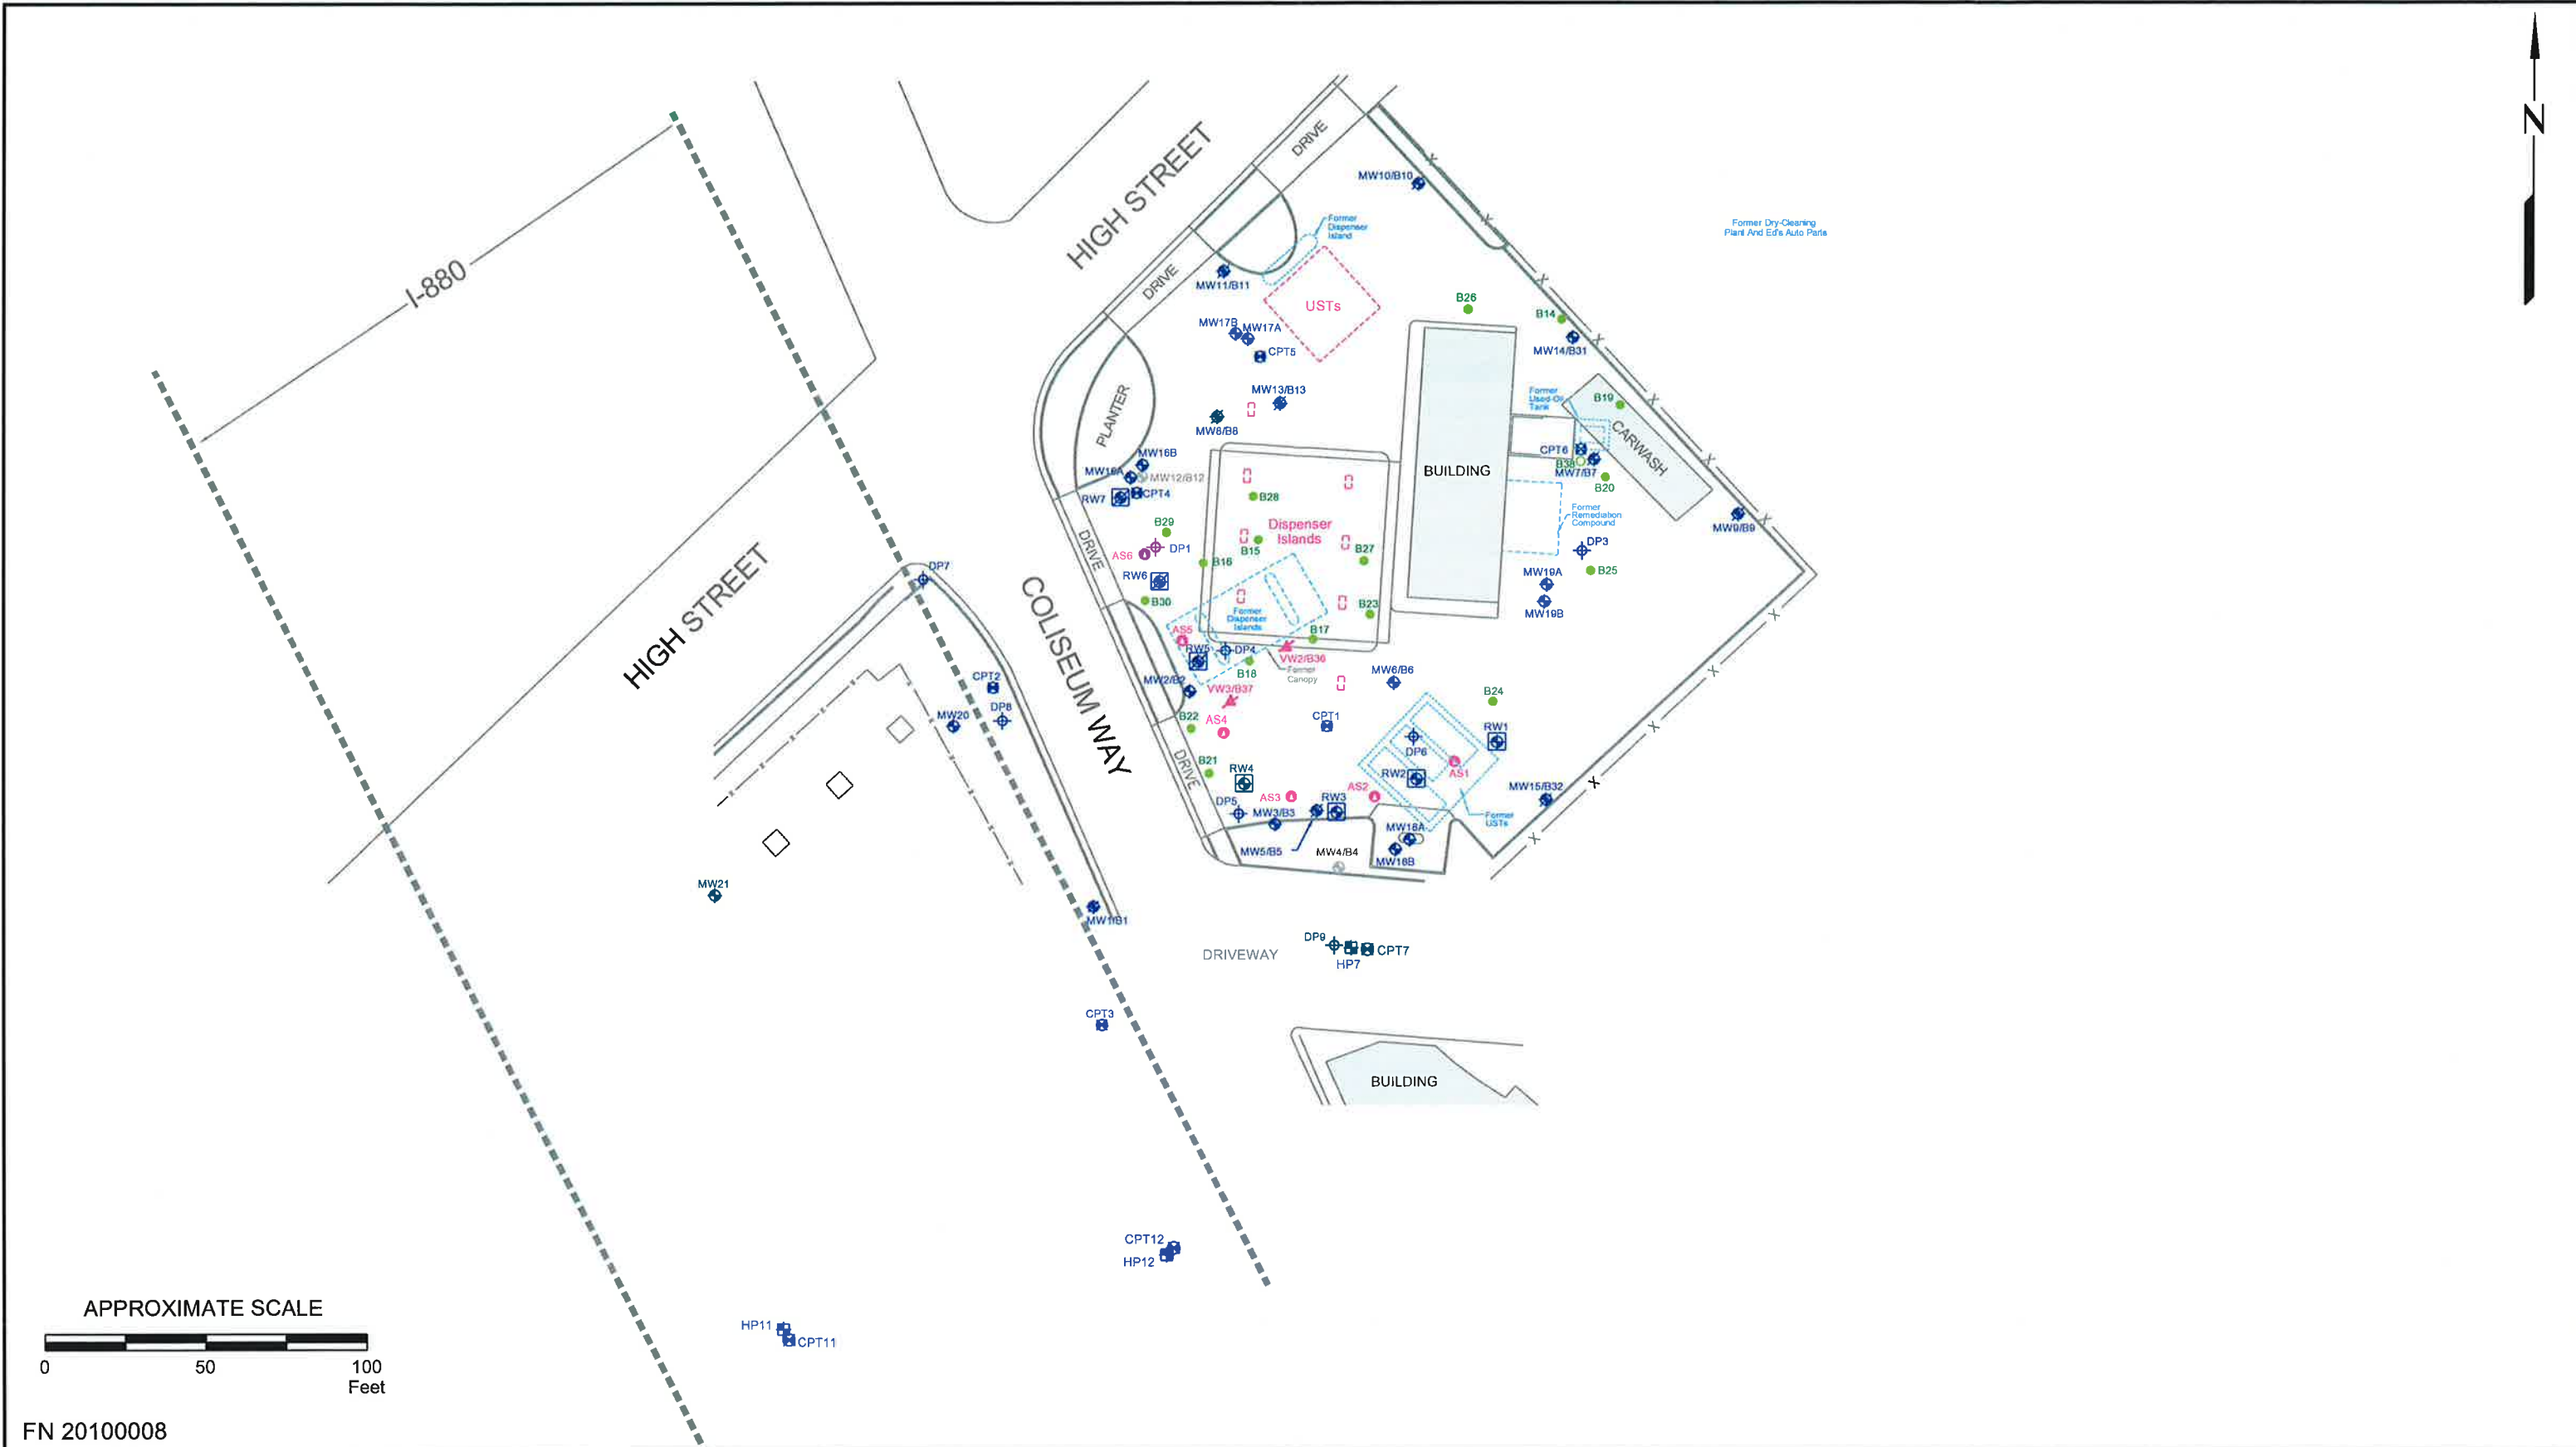 N
DRIVE
HIGH STREET
MW10/B10
Former Dry-Cleaning
Plant And Ed's Auto Parts
Former
Dispenser
Island
I-880
DRIVE
MW11/B11
USTs
B26
B14
MW17B
MW17A
CPT5
MW14/B31
MW13/B13
Former
Used-Oil
Tank
B19
PLANTER
MW8/B8
CARWASH
MW16B
CPT6
B38
MW16A
MW12/B12
BUILDING
MW7/B7
RW7
CPT4
B20
B28
Former
Remediation
Compound
B29
Dispenser
Islands
MW9/B9
DRIVE
AS6
DP1
B15
B27
DP3
B16
HIGH STREET
DP7
RW6
MW19A
B25
B30
B23
MW19B
Former
Dispenser
Islands
COLISEUM WAY
AS5
B17
RW5
DP4
VW2/B36
Former
Canopy
MW6/B6
CPT2
MW2/B2
B18
VW3/B37
B24
DP8
MW20
B22
AS4
CPT1
RW1
DP6
DRIVE
B21
RW4
RW2
AS1
AS2
MW15/B32
AS3
DP5
RW3
MW3/B3
Former
USTs
MW18A
MW5/B5
MW4/B4
MW18B
MW21
MW1/B1
DP9
DRIVEWAY
CPT7
HP7
CPT3
BUILDING
CPT12
HP12
APPROXIMATE SCALE
HP11
CPT11
0 50 100
Feet
FN 20100008
X
X
X
X
X
X
X
X
X
X
X
X
X